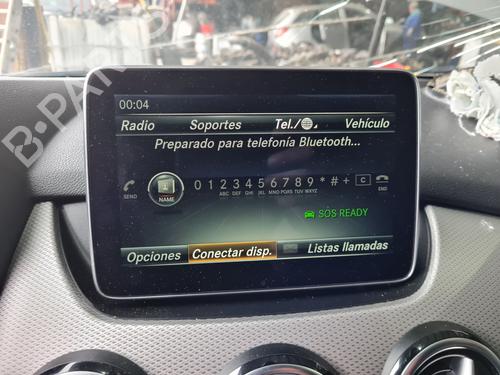 00:04
Radio Soportes Tel./ Vehículo
Preparado para telefonía Bluetooth...
0 1 2 3 4 5 6 7 8 9 * # + C
ABC DEF GHI JKL MNO PQRS TUV WXYZ
SEND NAME END
SOS READY
Opciones Conectar disp. Listas llamadas
B-PARTS